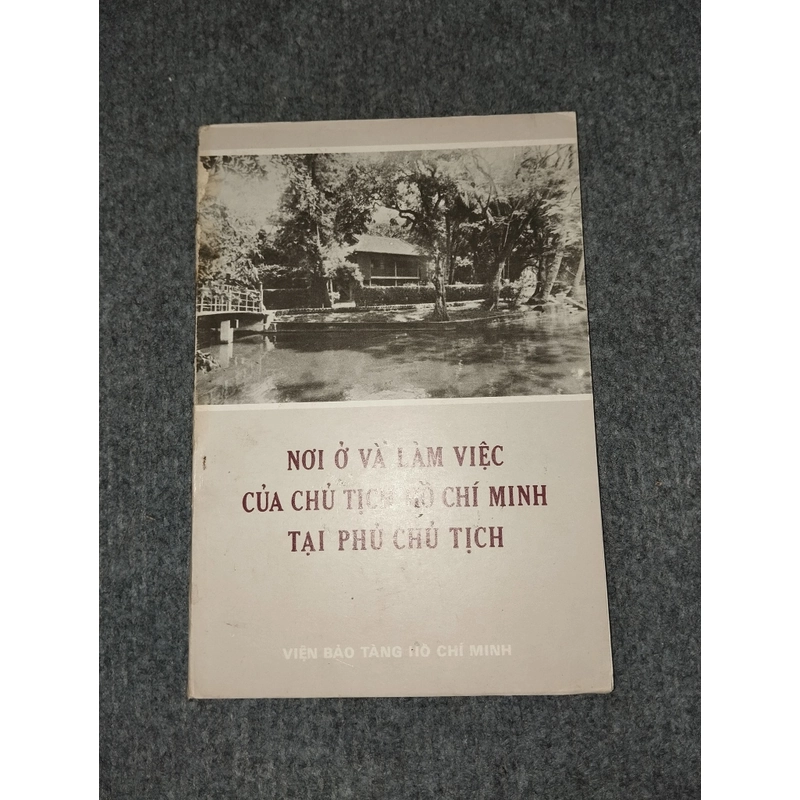 NƠI Ở VÀ LÀM VIỆC
CỦA CHỦ TỊCH HỒ CHÍ MINH
TẠI PHỦ CHỦ TỊCH
VIỆN BẢO TÀNG HỒ CHÍ MINH